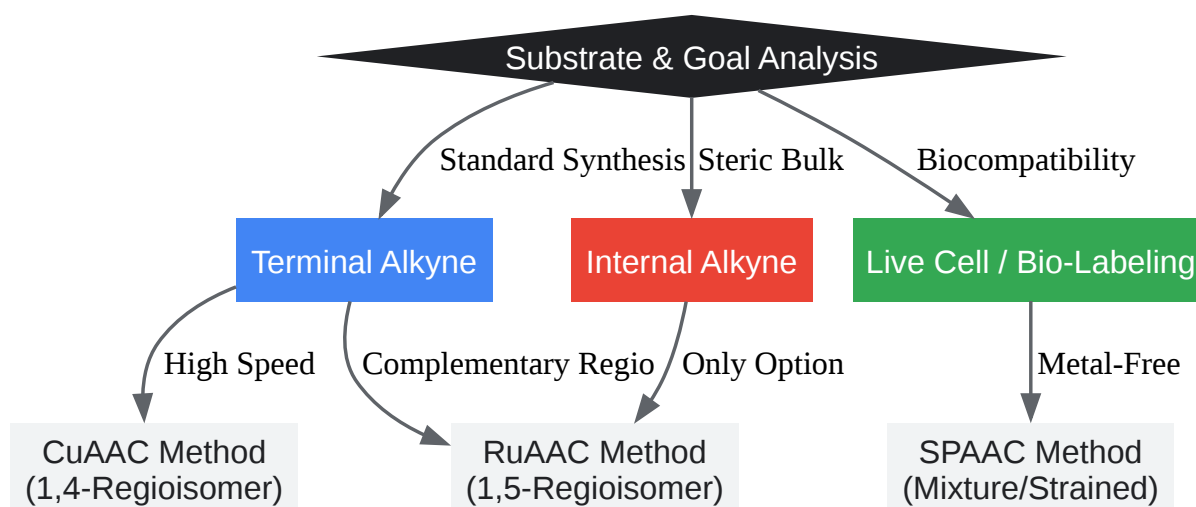 Substrate & Goal Analysis
Standard Synthesis
Steric Bulk
Biocompatibility
Terminal Alkyne
Internal Alkyne
Live Cell / Bio-Labeling
High Speed
Complementary Regio
Only Option
Metal-Free
CuAAC Method
(1,4-Regioisomer)
RuAAC Method
(1,5-Regioisomer)
SPAAC Method
(Mixture/Strained)